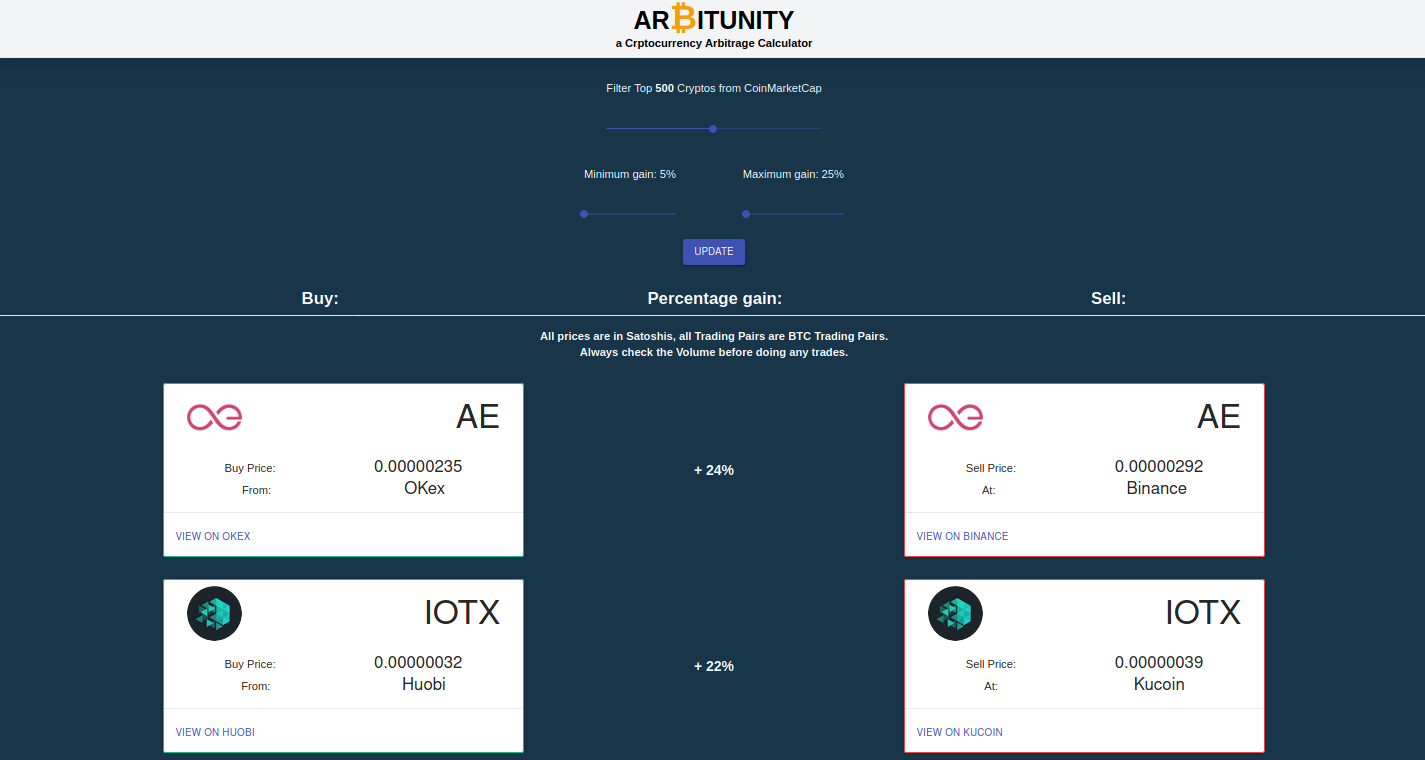 AR₿ITUNITY
a Crptocurrency Arbitrage Calculator
Filter Top 500 Cryptos from CoinMarketCap
Minimum gain: 5% Maximum gain: 25%
UPDATE
Buy: Percentage gain: Sell:
All prices are in Satoshis, all Trading Pairs are BTC Trading Pairs.
Always check the Volume before doing any trades.
AE
Buy Price: 0.00000235
From: OKex
VIEW ON OKEX
+ 24%
AE
Sell Price: 0.00000292
At: Binance
VIEW ON BINANCE
IOTX
Buy Price: 0.00000032
From: Huobi
VIEW ON HUOBI
+ 22%
IOTX
Sell Price: 0.00000039
At: Kucoin
VIEW ON KUCOIN